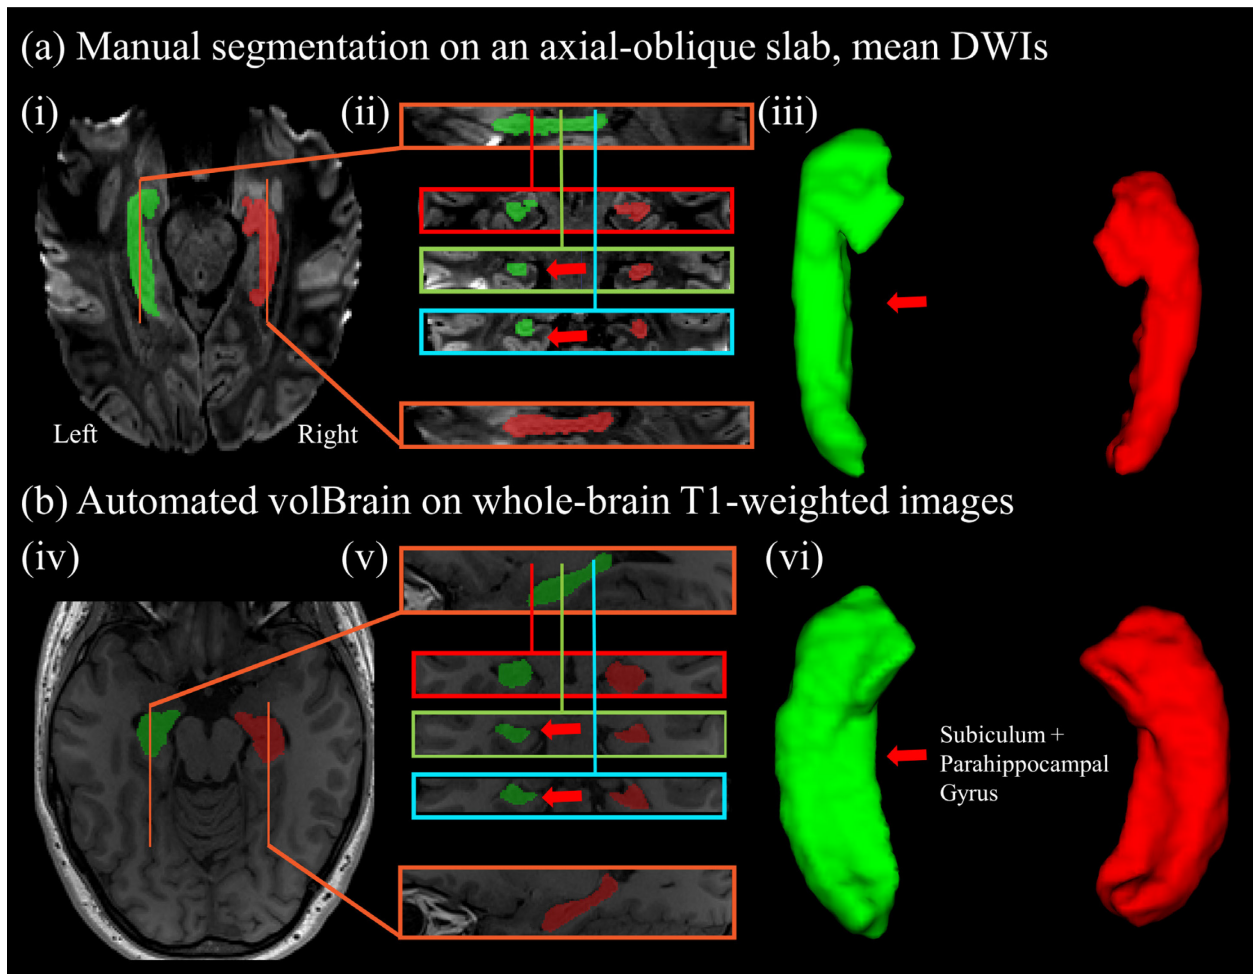 (a) Manual segmentation on an axial-oblique slab, mean DWIs
(i)
(ii)
(iii)
Left
Right
(b) Automated volBrain on whole-brain T1-weighted images
(iv)
(v)
(vi)
Subiculum +
Parahippocampal
Gyrus